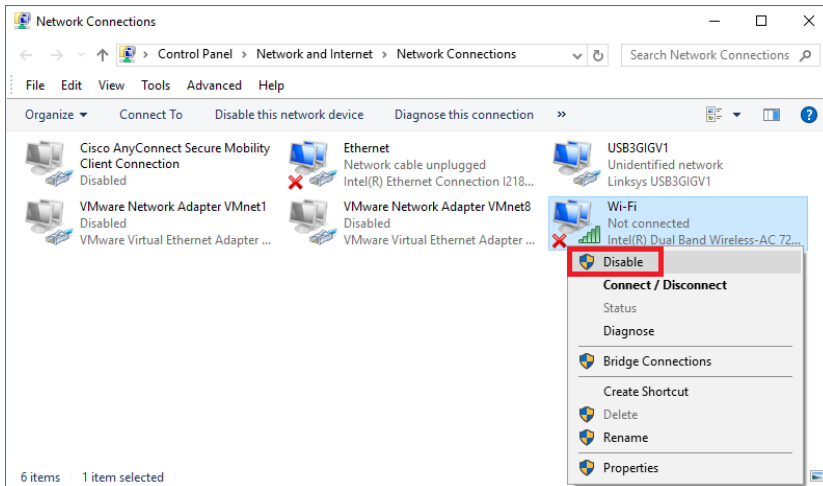 Network Connections
Control Panel > Network and Internet > Network Connections
Search Network Connections
File Edit View Tools Advanced Help
Organize Connect To Disable this network device Diagnose this connection »
Cisco AnyConnect Secure Mobility
Client Connection
Disabled
Ethernet
Network cable unplugged
Intel(R) Ethernet Connection I218...
USB3GIGV1
Unidentified network
Linksys USB3GIGV1
VMware Network Adapter VMnet1
Disabled
VMware Virtual Ethernet Adapter ...
VMware Network Adapter VMnet8
Disabled
VMware Virtual Ethernet Adapter ...
Wi-Fi
Not connected
Intel(R) Dual Band Wireless-AC 72...
Disable
Connect / Disconnect
Status
Diagnose
Bridge Connections
Create Shortcut
Delete
Rename
Properties
6 items 1 item selected